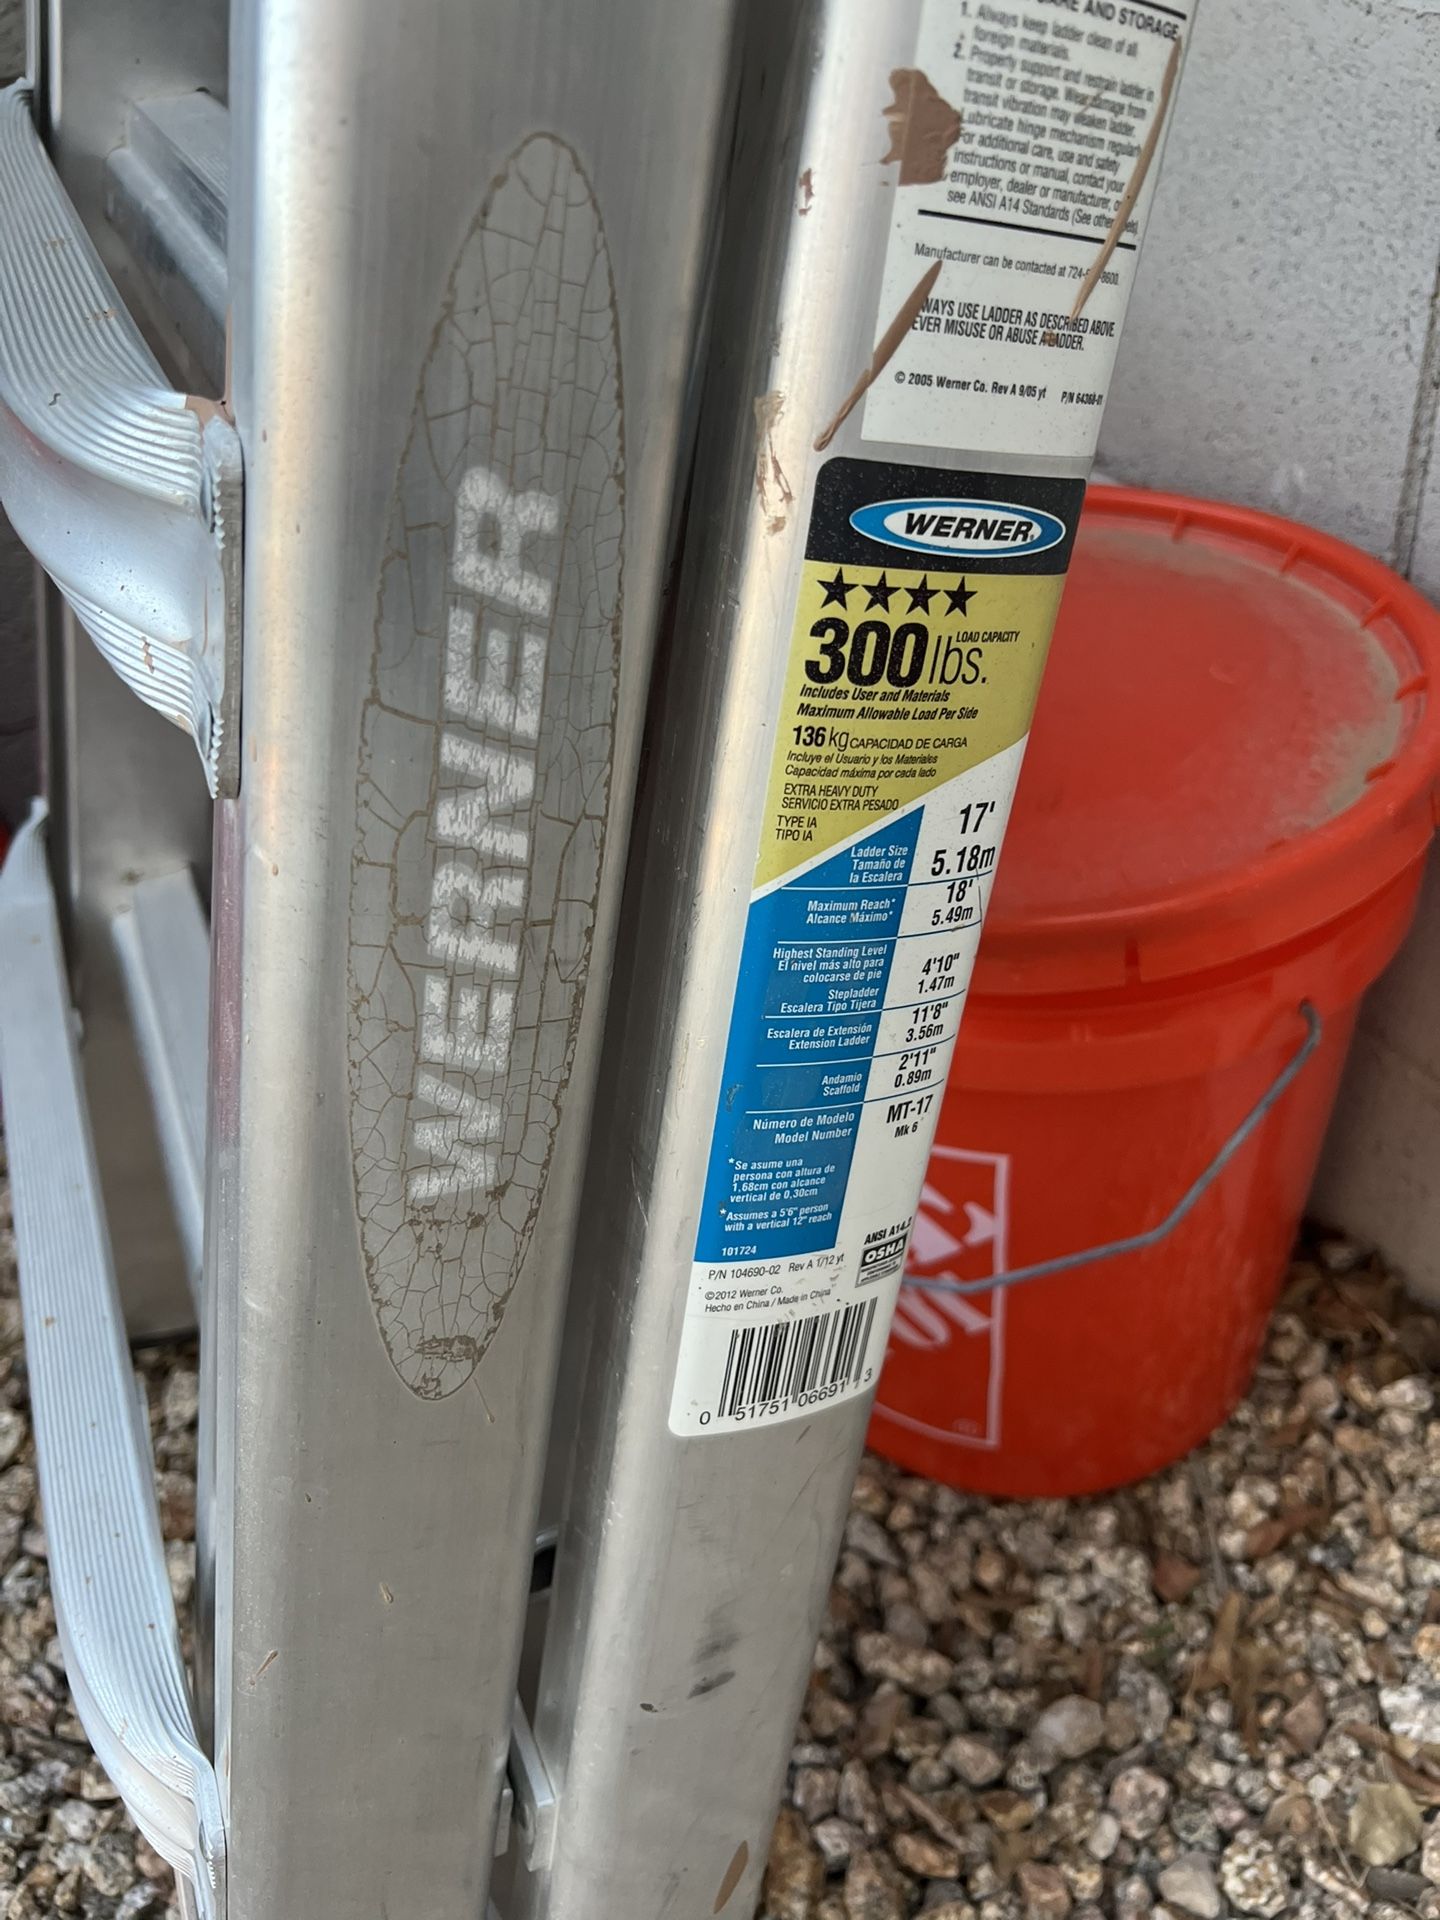 CARE AND STORAGE
1. Always keep ladder clean of all
foreign materials.
2. Properly support and restrain ladder in
transit or storage. Wear damage from
transit vibration may weaken ladder.
Lubricate hinge mechanism regularly
For additional care, use and safety
instructions or manual, contact your
employer, dealer or manufacturer, or
see ANSI A14 Standards (See other
Manufacturer can be contacted at
ALWAYS USE LADDER AS DESCRIBED ABOVE.
NEVER MISUSE OR ABUSE A LADDER.
© 2005 Werner Co. Rev A 9/05 yt P/N 64368-01
WERNER
WERNER®
★★★★
300 lbs. LOAD CAPACITY
Includes User and Materials
Maximum Allowable Load Per Side
136 kg CAPACIDAD DE CARGA
Incluye el Usuario y los Materiales
Capacidad máxima por cada lado
EXTRA HEAVY DUTY
SERVICIO EXTRA PESADO
TYPE IA
TIPO IA
Ladder Size 17'
Tamaño de 5.18m
la Escalera
Maximum Reach* 18'
Alcance Máximo* 5.49m
Highest Standing Level
El nivel más alto para
colocarse de pie
Stepladder 4'10"
Escalera Tipo Tijera 1.47m
Escalera de Extensión 11'8"
Extension Ladder 3.56m
Andamio 2'11"
Scaffold 0.89m
Número de Modelo MT-17
Model Number Mk 6
*Se asume una
persona con altura de
1,68cm con alcance
vertical de 0,30cm
*Assumes a 5'6" person
with a vertical 12" reach
101724
ANSI A14.2
OSHA
P/N 104690-02 Rev A 1/12 yt
©2012 Werner Co.
Hecho en China / Made in China
0 51751 06691 3